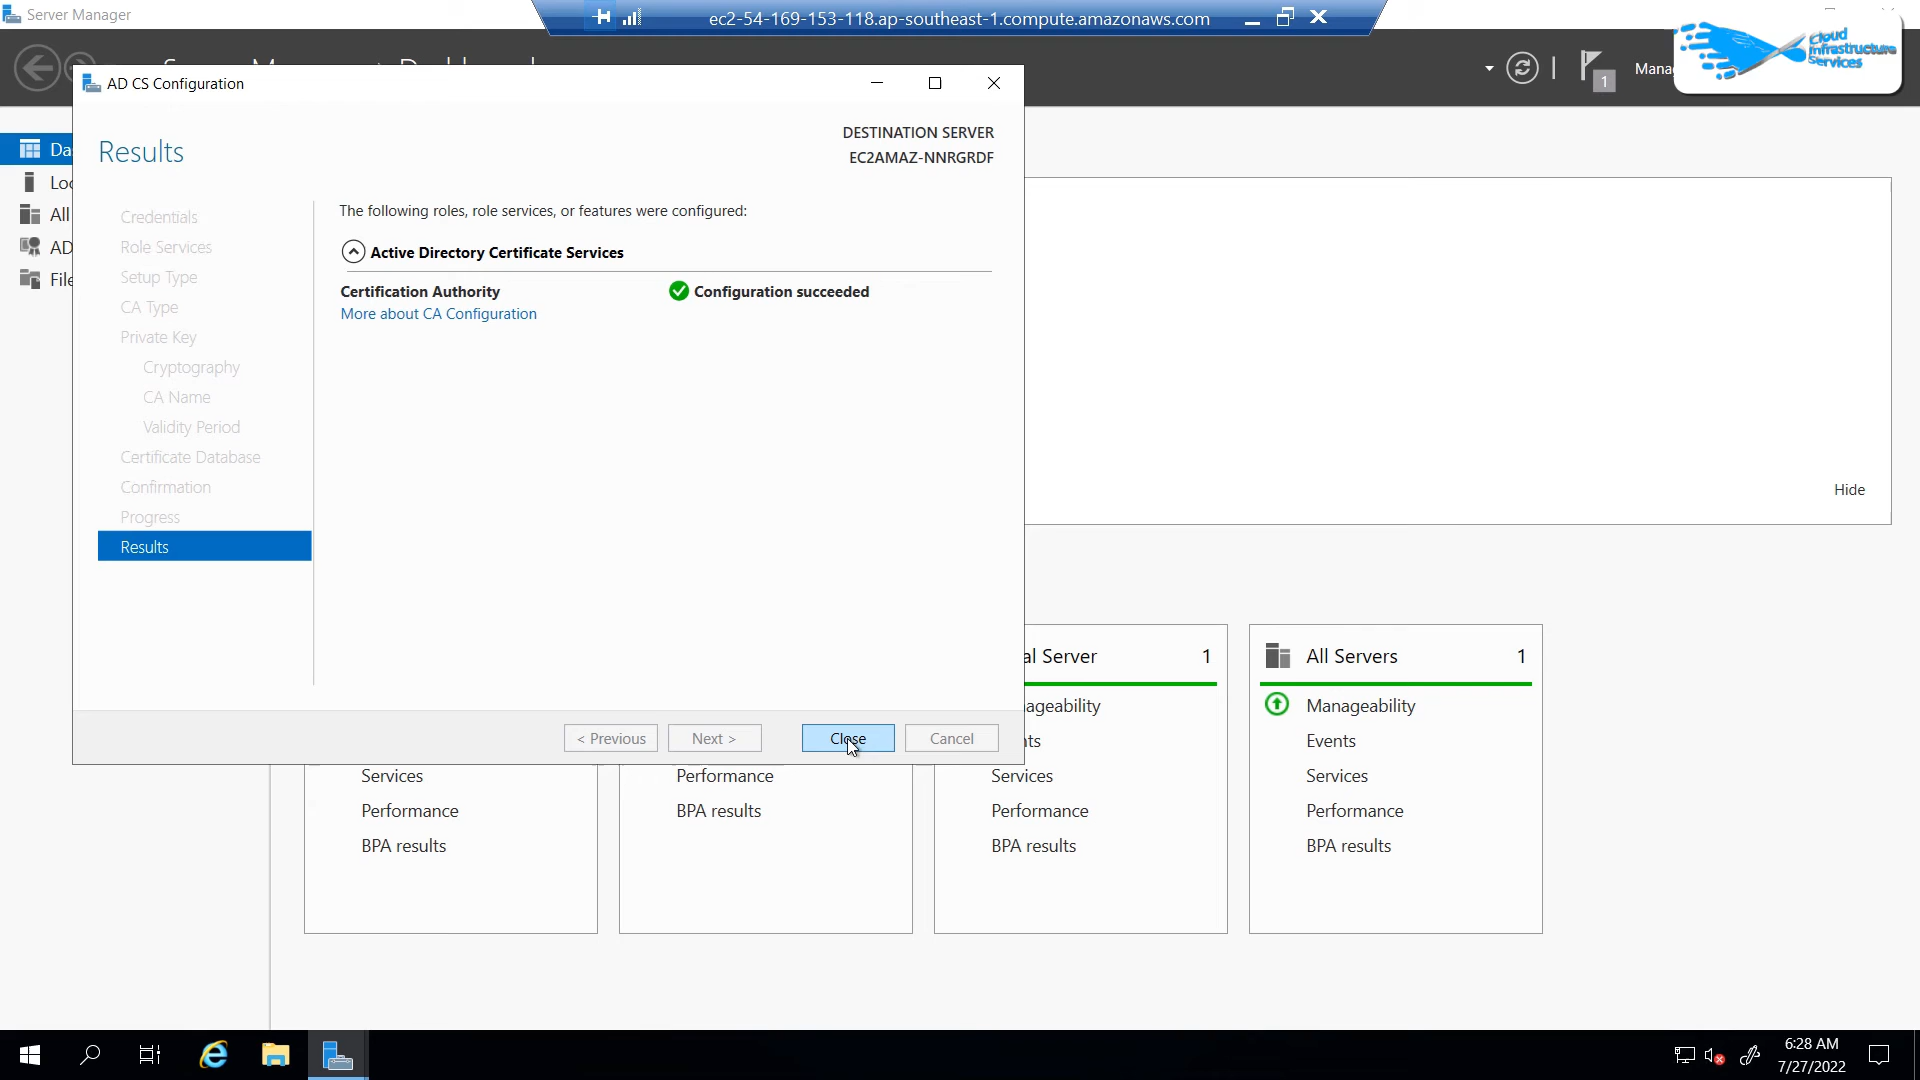 Server Manager
ec2-54-169-153-118.ap-southeast-1.compute.amazonaws.com
1
Cloud
Infrastructure
Services
AD CS Configuration
Results
DESTINATION SERVER
EC2AMAZ-NNRGRDF
Credentials
Role Services
Setup Type
CA Type
Private Key
Cryptography
CA Name
Validity Period
Certificate Database
Confirmation
Progress
Results
The following roles, role services, or features were configured:
Active Directory Certificate Services
Certification Authority
Configuration succeeded
More about CA Configuration
< Previous
Next >
Close
Cancel
All
AD
Hide
Services
Performance
BPA results
Performance
BPA results
al Server 1
ageability
nts
Services
Performance
BPA results
All Servers 1
Manageability
Events
Services
Performance
BPA results
6:28 AM
7/27/2022